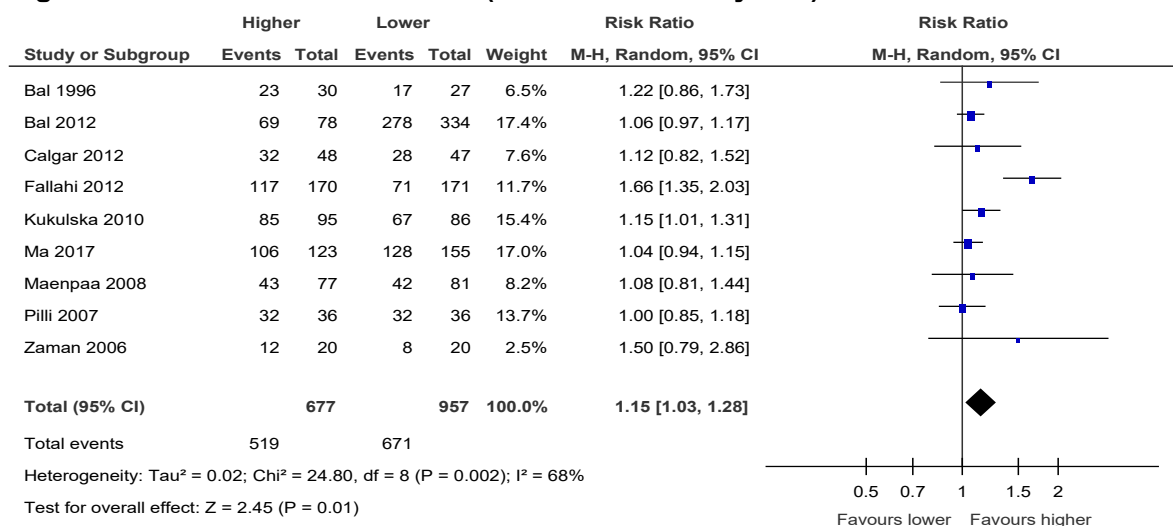 Higher Lower Risk Ratio Risk Ratio
Study or Subgroup Events Total Events Total Weight M-H, Random, 95% CI M-H, Random, 95% CI
Bal 1996 23 30 17 27 6.5% 1.22 [0.86, 1.73]
Bal 2012 69 78 278 334 17.4% 1.06 [0.97, 1.17]
Calgar 2012 32 48 28 47 7.6% 1.12 [0.82, 1.52]
Fallahi 2012 117 170 71 171 11.7% 1.66 [1.35, 2.03]
Kukulska 2010 85 95 67 86 15.4% 1.15 [1.01, 1.31]
Ma 2017 106 123 128 155 17.0% 1.04 [0.94, 1.15]
Maenpaa 2008 43 77 42 81 8.2% 1.08 [0.81, 1.44]
Pilli 2007 32 36 32 36 13.7% 1.00 [0.85, 1.18]
Zaman 2006 12 20 8 20 2.5% 1.50 [0.79, 2.86]
Total (95% CI) 677 957 100.0% 1.15 [1.03, 1.28]
Total events 519 671
Heterogeneity: Tau² = 0.02; Chi² = 24.80, df = 8 (P = 0.002); I² = 68%
Test for overall effect: Z = 2.45 (P = 0.01)
0.5 0.7 1 1.5 2
Favours lower Favours higher